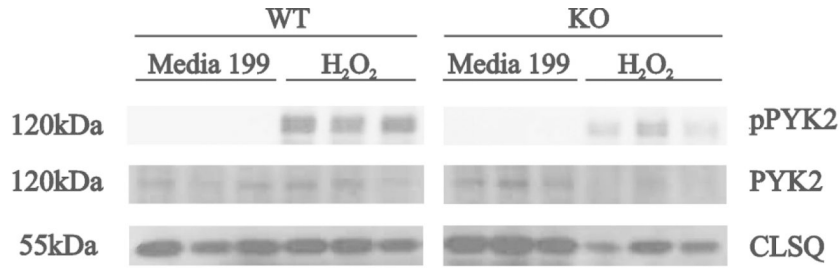 WT KO
Media 199 H₂O₂ Media 199 H₂O₂
120kDa pPYK2
120kDa PYK2
55kDa CLSQ